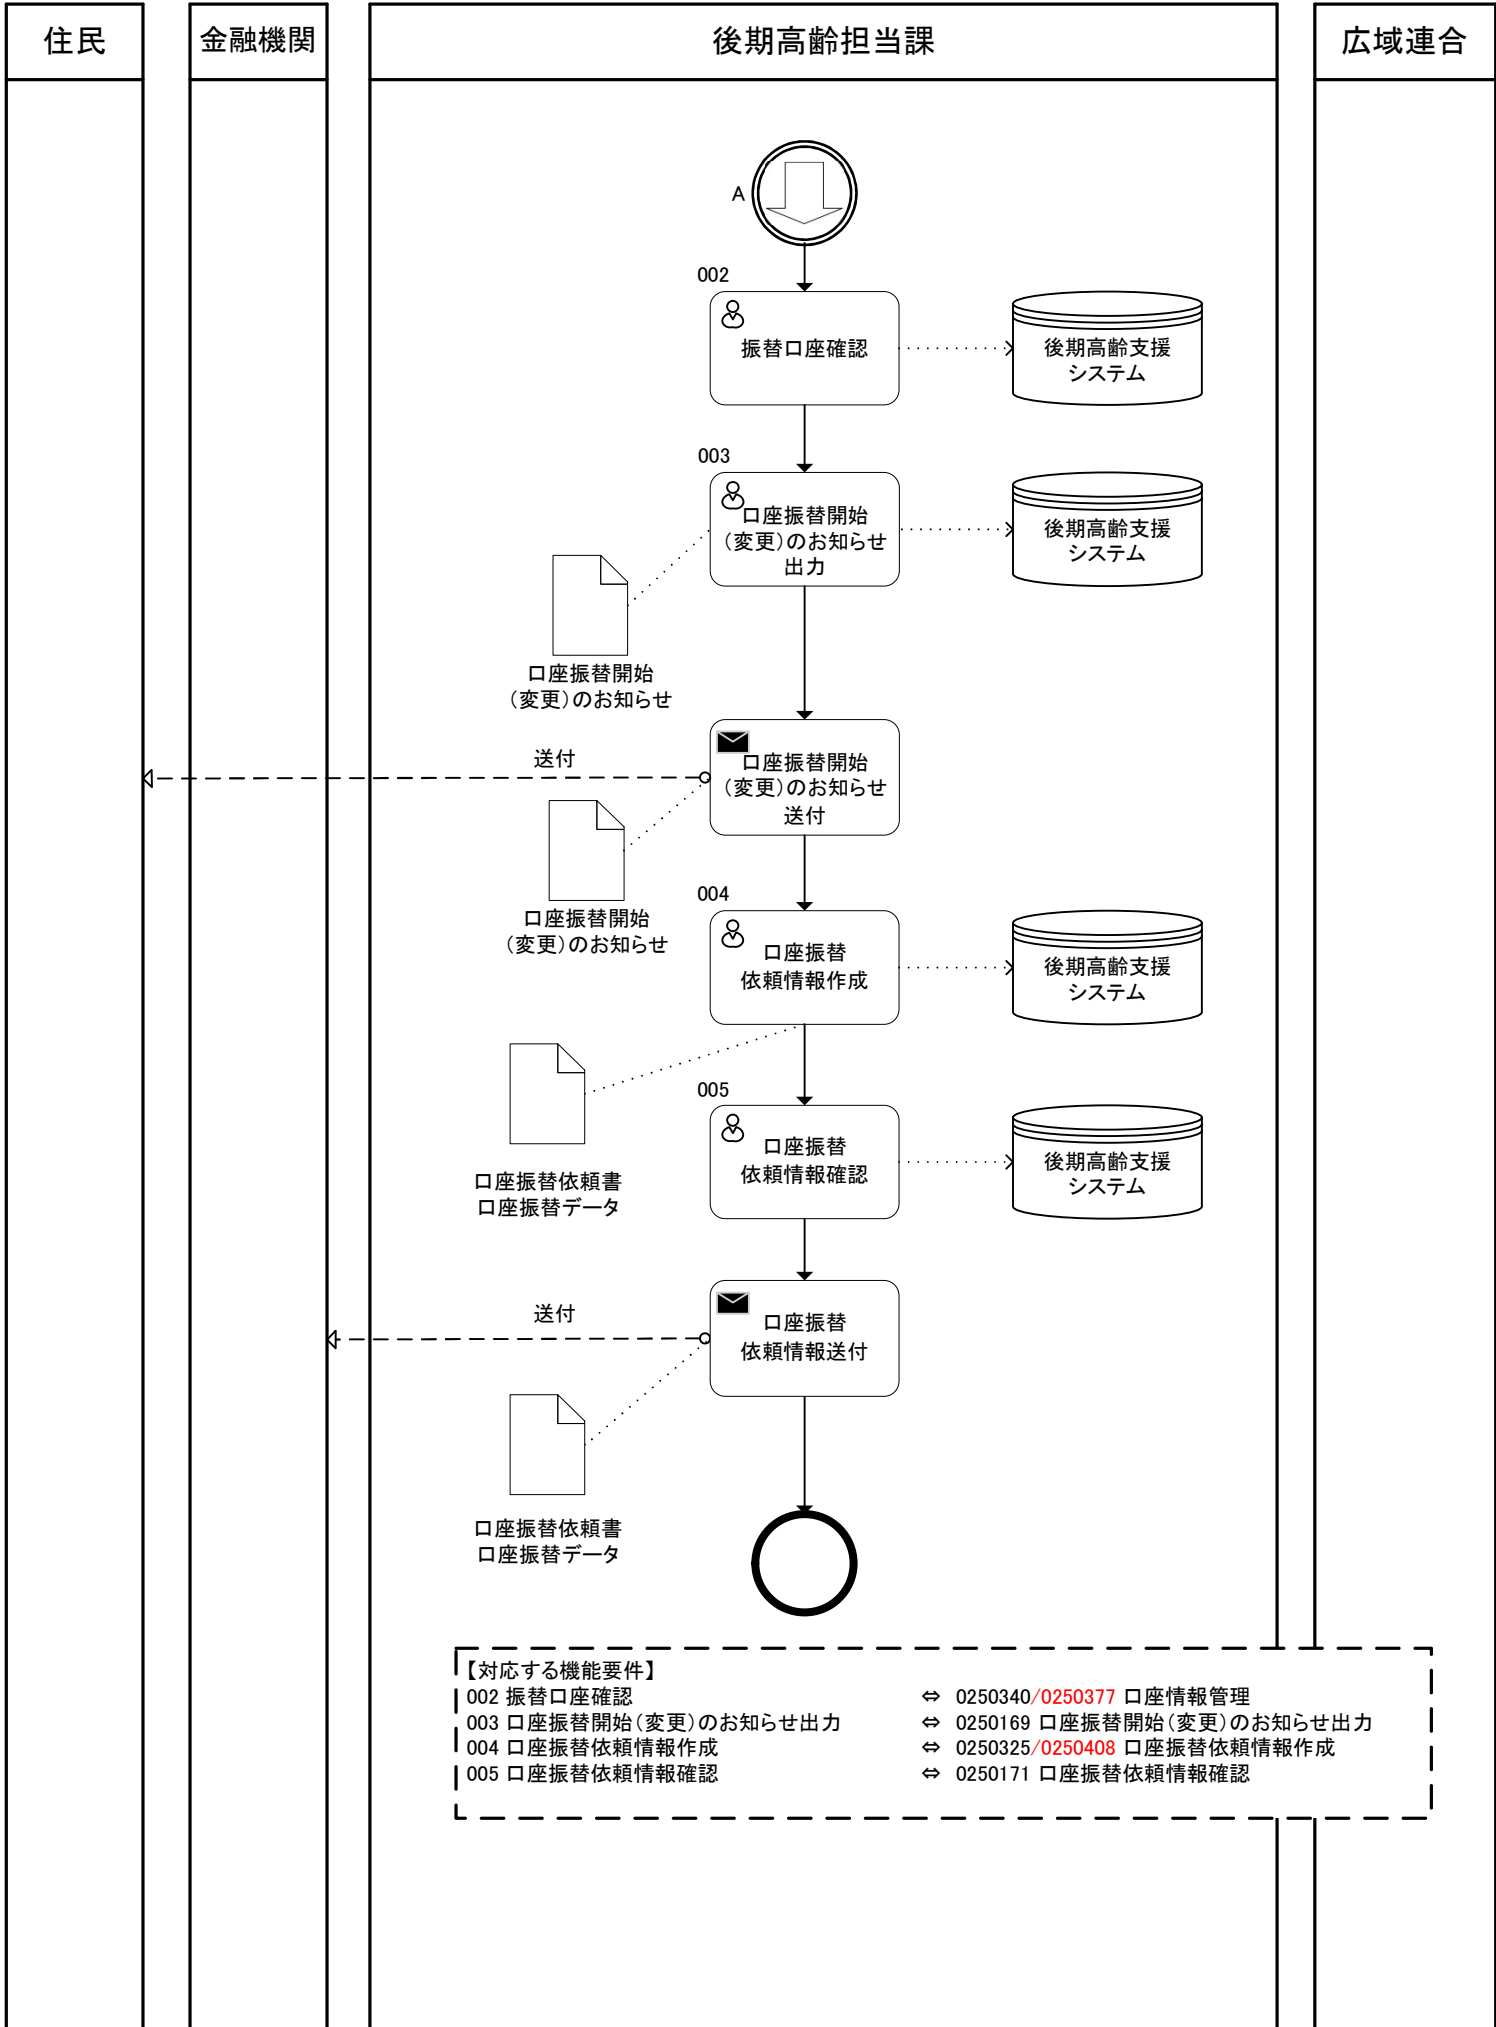 住民
金融機関
後期高齢担当課
広域連合
A
002
振替口座確認
後期高齢支援
システム
003
口座振替開始
（変更）のお知らせ
出力
後期高齢支援
システム
口座振替開始
（変更）のお知らせ
送付
口座振替開始
（変更）のお知らせ
送付
口座振替開始
（変更）のお知らせ
004
口座振替
依頼情報作成
後期高齢支援
システム
005
口座振替
依頼情報確認
後期高齢支援
システム
口座振替依頼書
口座振替データ
送付
口座振替
依頼情報送付
口座振替依頼書
口座振替データ
【対応する機能要件】
002 振替口座確認 ⇔ 0250340/0250377 口座情報管理
003 口座振替開始（変更）のお知らせ出力 ⇔ 0250169 口座振替開始（変更）のお知らせ出力
004 口座振替依頼情報作成 ⇔ 0250325/0250408 口座振替依頼情報作成
005 口座振替依頼情報確認 ⇔ 0250171 口座振替依頼情報確認